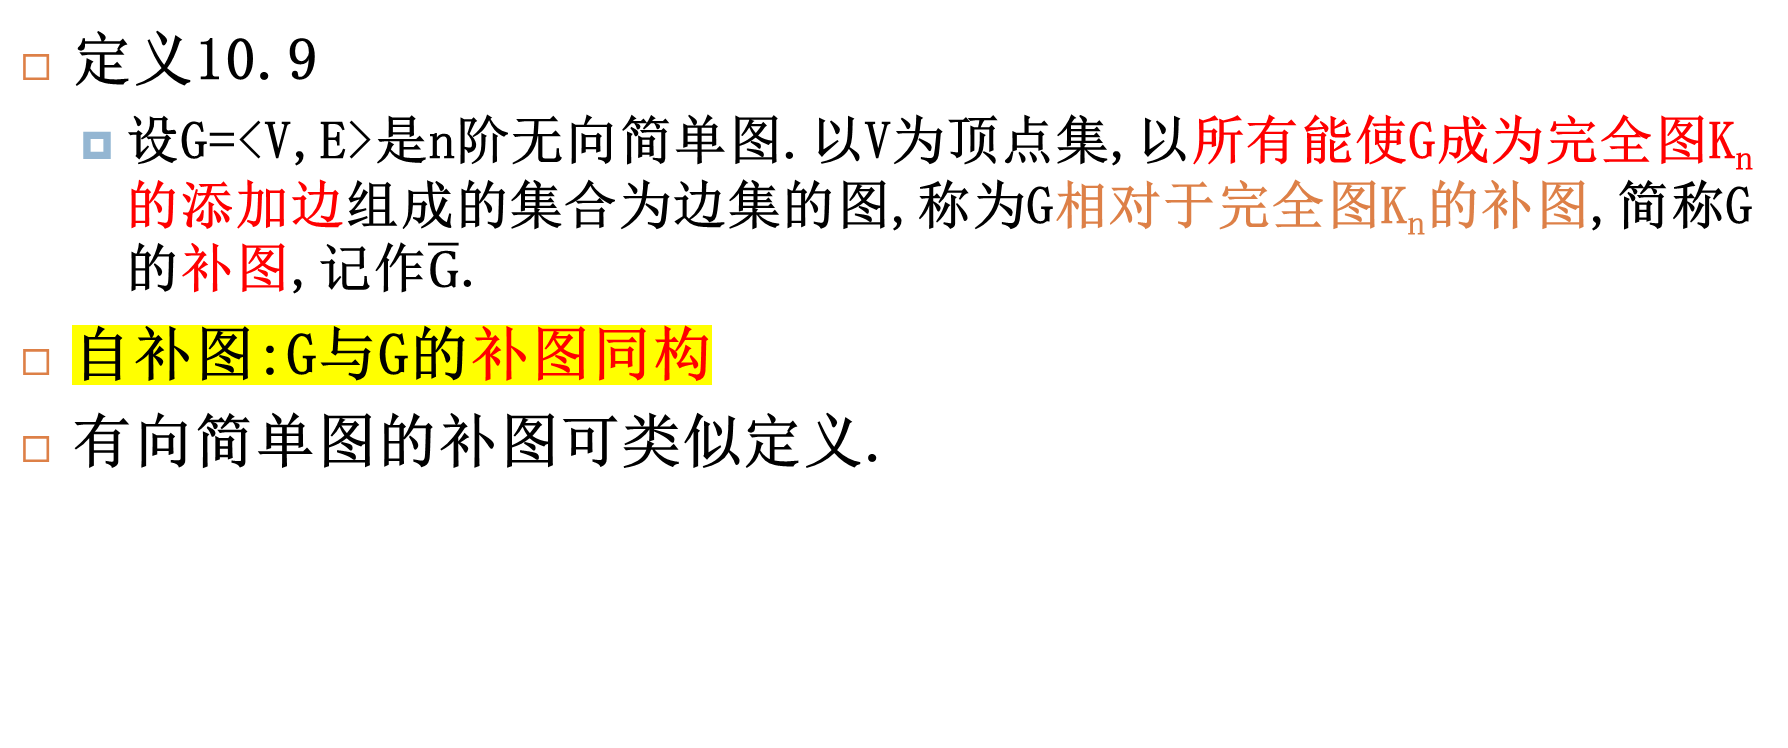 定义10.9
设G=<V,E>是n阶无向简单图.以V为顶点集,以所有能使G成为完全图Kₙ
的添加边组成的集合为边集的图,称为G相对于完全图Kₙ的补图,简称G
的补图,记作G̅.
自补图:G与G的补图同构
有向简单图的补图可类似定义.